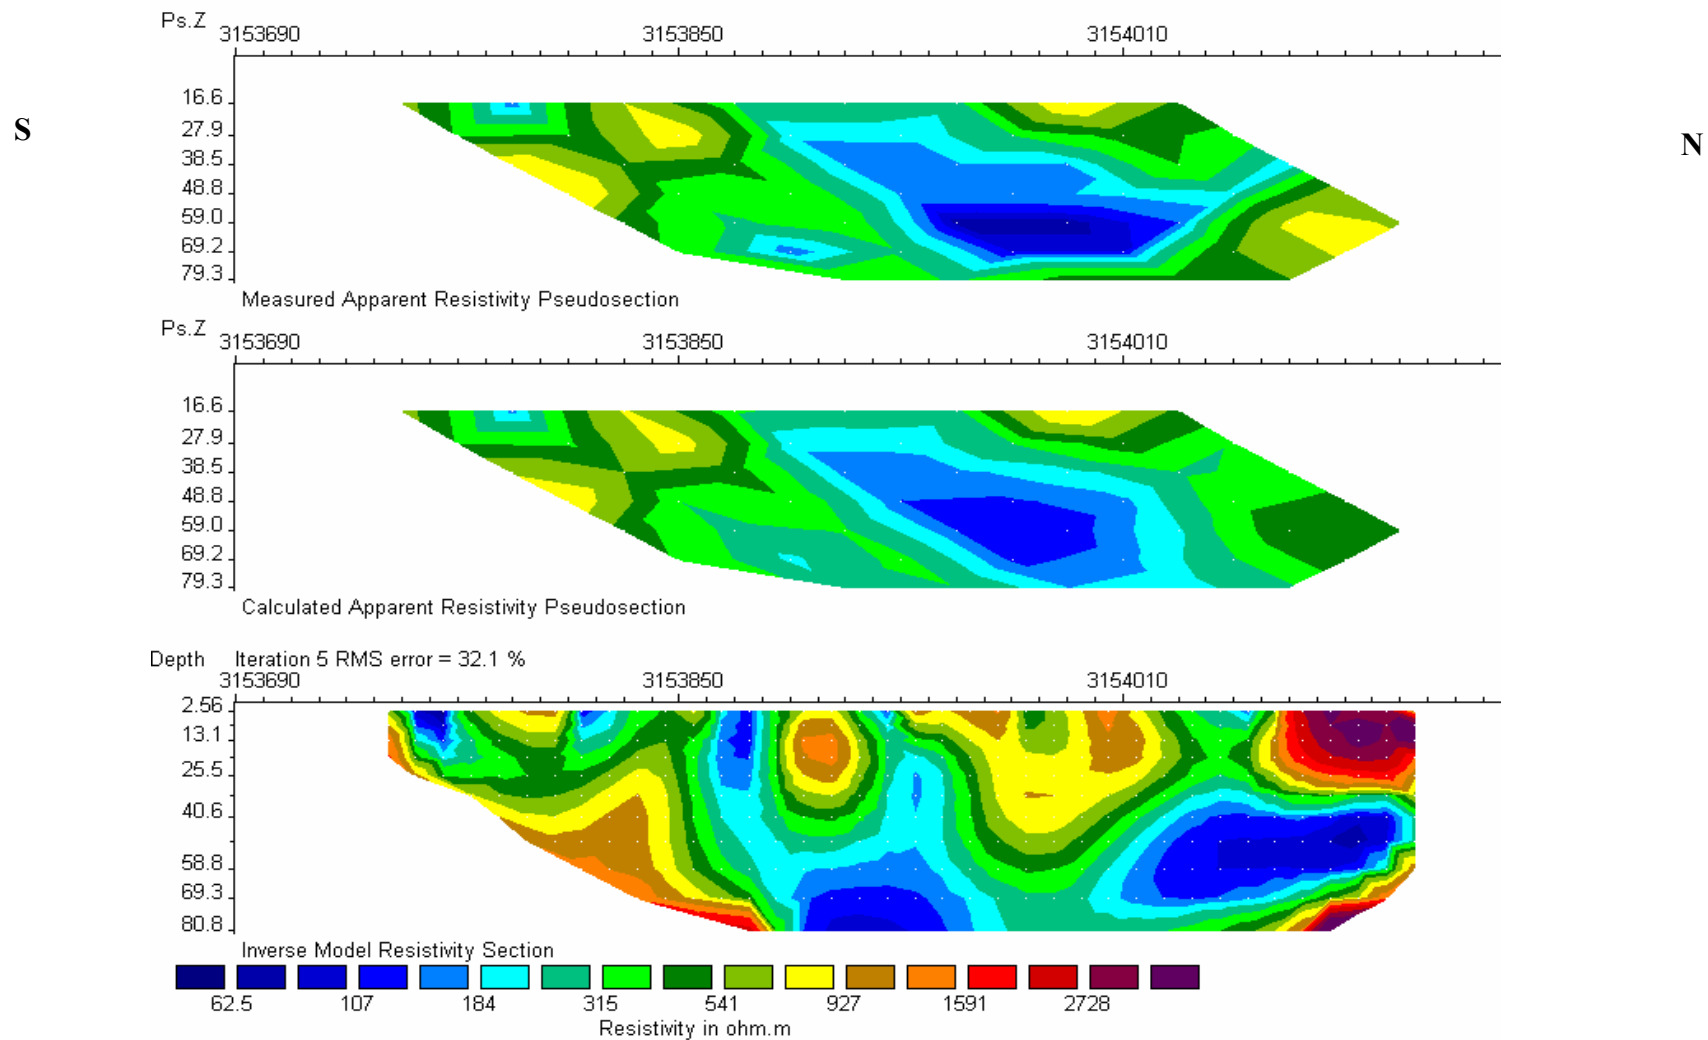 Ps.Z
3153690 3153850 3154010
16.6
S
27.9
N
38.5
48.8
59.0
69.2
79.3
Measured Apparent Resistivity Pseudosection
Ps.Z
3153690 3153850 3154010
16.6
27.9
38.5
48.8
59.0
69.2
79.3
Calculated Apparent Resistivity Pseudosection
Depth Iteration 5 RMS error = 32.1 %
3153690 3153850 3154010
2.56
13.1
25.5
40.6
58.8
69.3
80.8
Inverse Model Resistivity Section
62.5 107 184 315 541 927 1591 2728
Resistivity in ohm.m